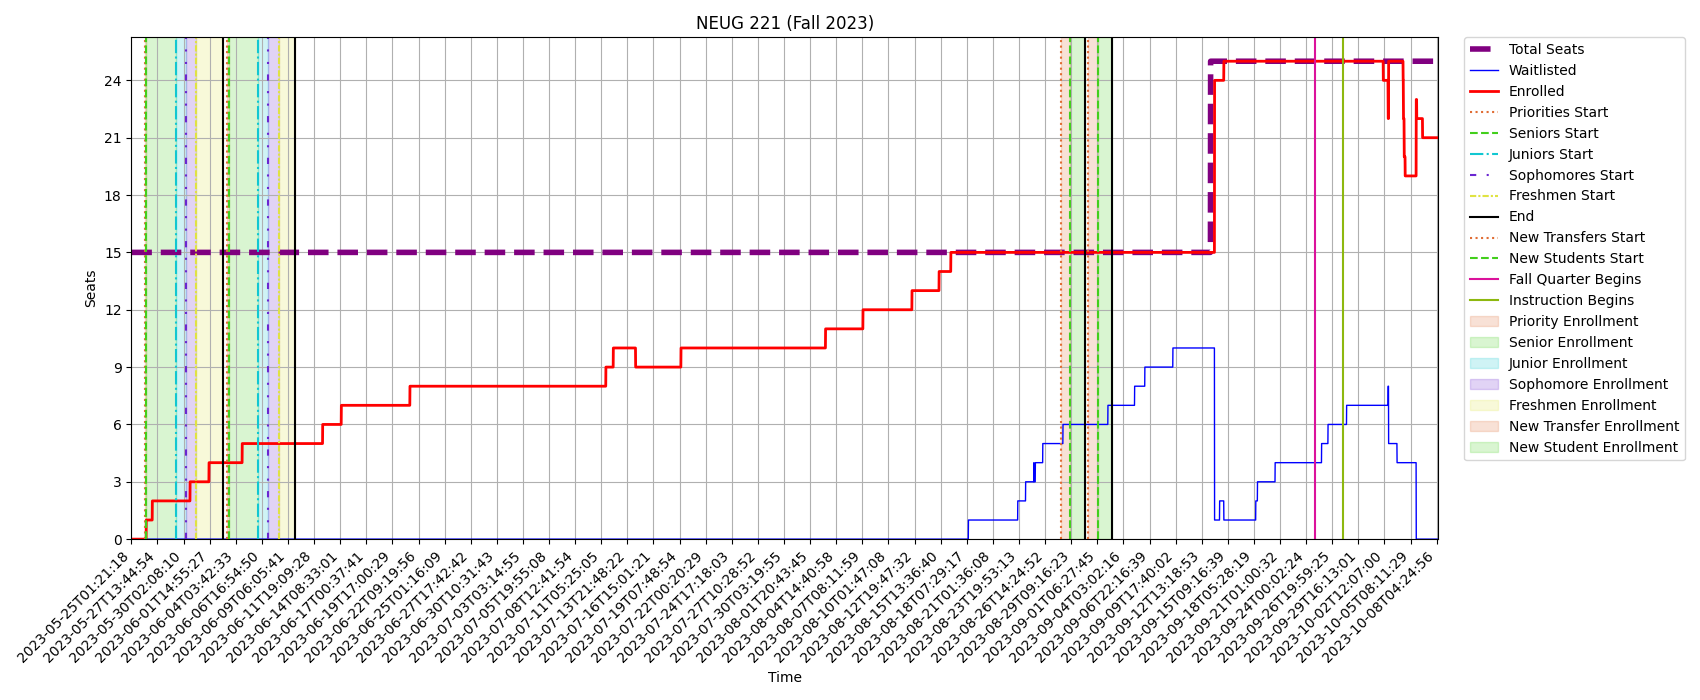 NEUG 221 (Fall 2023)
Seats
24
21
18
15
12
9
6
3
0
2023-05-25T01:21:18
2023-05-27T13:44:54
2023-05-30T02:08:10
2023-06-01T14:55:27
2023-06-04T03:42:33
2023-06-06T16:54:50
2023-06-09T06:05:41
2023-06-11T19:09:28
2023-06-14T08:33:01
2023-06-17T00:37:41
2023-06-19T17:00:29
2023-06-22T09:19:56
2023-06-25T01:16:09
2023-06-27T17:42:42
2023-06-30T10:31:43
2023-07-03T03:14:55
2023-07-05T19:55:08
2023-07-08T12:41:54
2023-07-11T05:25:05
2023-07-13T21:48:22
2023-07-16T15:01:21
2023-07-19T07:48:54
2023-07-22T00:20:29
2023-07-24T17:18:03
2023-07-27T10:28:52
2023-07-30T03:19:55
2023-08-01T20:43:45
2023-08-04T14:40:58
2023-08-07T08:11:59
2023-08-10T01:47:08
2023-08-12T19:47:32
2023-08-15T13:36:40
2023-08-18T07:29:17
2023-08-21T01:36:08
2023-08-23T19:53:13
2023-08-26T14:24:52
2023-08-29T09:16:23
2023-09-01T06:27:45
2023-09-04T03:02:16
2023-09-06T22:16:39
2023-09-09T17:40:02
2023-09-12T13:18:53
2023-09-15T09:16:39
2023-09-18T05:28:19
2023-09-21T01:00:32
2023-09-24T00:02:24
2023-09-26T19:59:25
2023-09-29T16:13:01
2023-10-02T12:07:00
2023-10-05T08:11:29
2023-10-08T04:24:56
Time
Total Seats
Waitlisted
Enrolled
Priorities Start
Seniors Start
Juniors Start
Sophomores Start
Freshmen Start
End
New Transfers Start
New Students Start
Fall Quarter Begins
Instruction Begins
Priority Enrollment
Senior Enrollment
Junior Enrollment
Sophomore Enrollment
Freshmen Enrollment
New Transfer Enrollment
New Student Enrollment